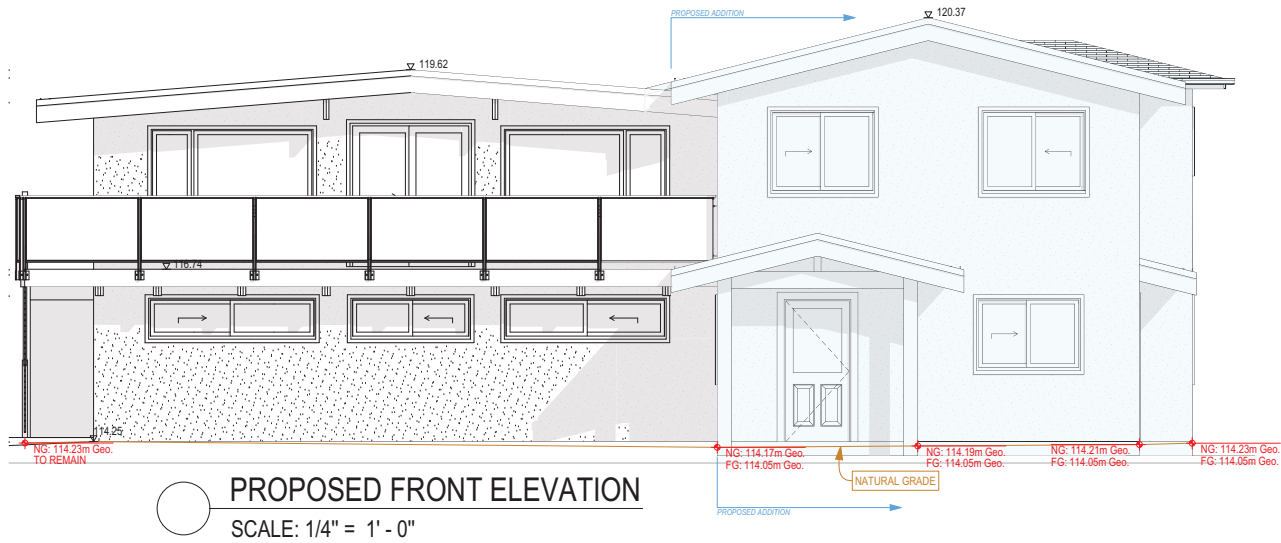 PROPOSED ADDITION
120.37
119.62
116.74
114.25
NG: 114.23m Geo.
TO REMAIN
NG: 114.17m Geo.
FG: 114.05m Geo.
NG: 114.19m Geo.
FG: 114.05m Geo.
NG: 114.21m Geo.
FG: 114.05m Geo.
NG: 114.23m Geo.
FG: 114.05m Geo.
NATURAL GRADE
PROPOSED ADDITION
PROPOSED FRONT ELEVATION
SCALE: 1/4" = 1' - 0"